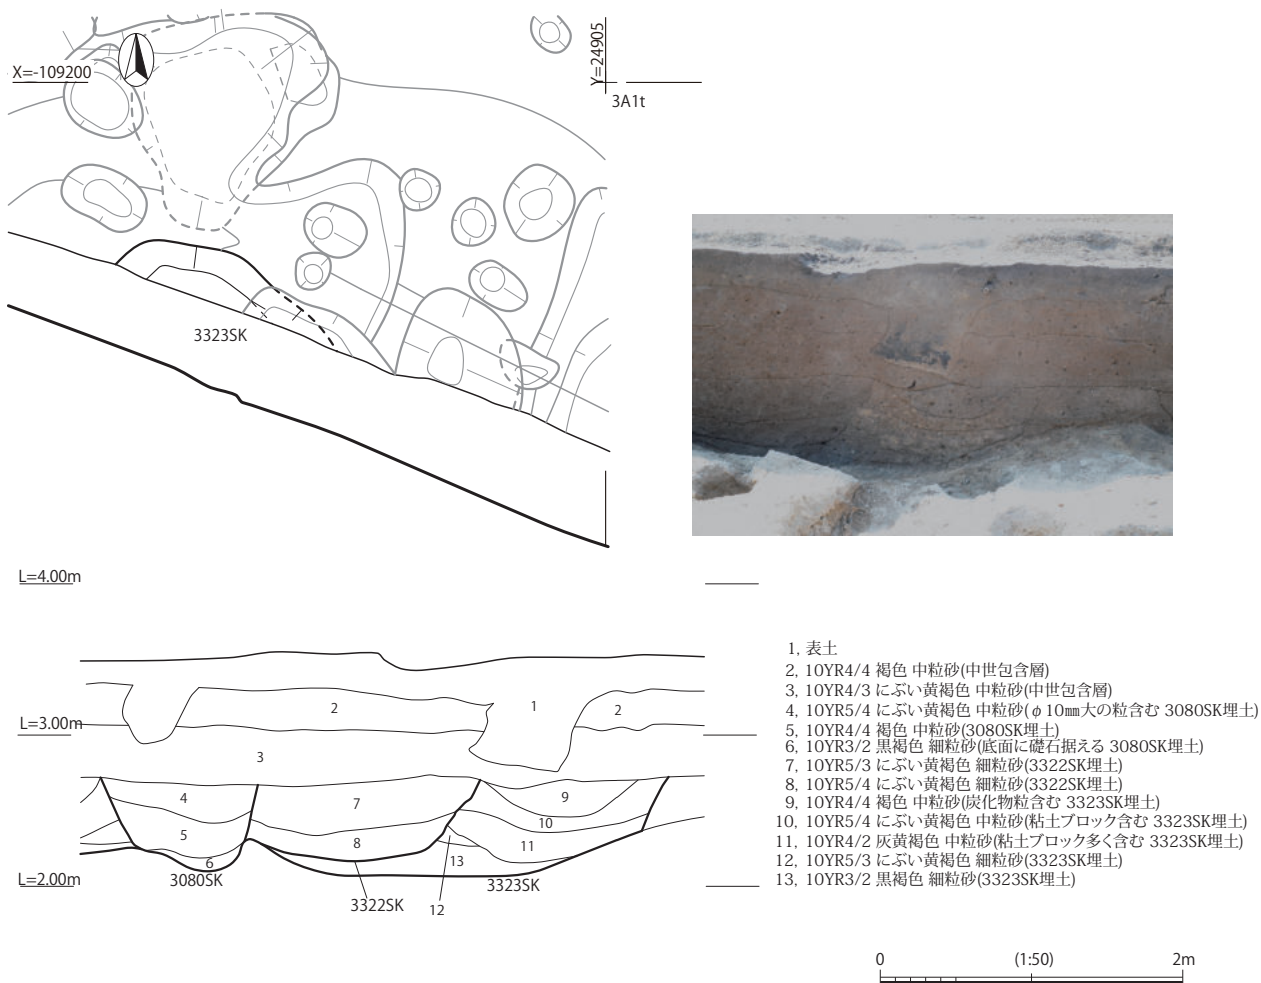 X=-109200
Y=24905
3A1t
3323SK
L=4.00m
L=3.00m
L=2.00m
1
2
2
3
4
5
6
7
8
9
10
11
12
13
3080SK
3322SK
3323SK
1, 表土
2, 10YR4/4 褐色 中粒砂(中世包含層)
3, 10YR4/3 にぶい黄褐色 中粒砂(中世包含層)
4, 10YR5/4 にぶい黄褐色 中粒砂(φ10㎜大の粒含む 3080SK埋土)
5, 10YR4/4 褐色 中粒砂(3080SK埋土)
6, 10YR3/2 黒褐色 細粒砂(底面に礎石据える 3080SK埋土)
7, 10YR5/3 にぶい黄褐色 細粒砂(3322SK埋土)
8, 10YR5/4 にぶい黄褐色 細粒砂(3322SK埋土)
9, 10YR4/4 褐色 中粒砂(炭化物粒含む 3323SK埋土)
10, 10YR5/4 にぶい黄褐色 中粒砂(粘土ブロック含む 3323SK埋土)
11, 10YR4/2 灰黄褐色 中粒砂(粘土ブロック多く含む 3323SK埋土)
12, 10YR5/3 にぶい黄褐色 細粒砂(3323SK埋土)
13, 10YR3/2 黒褐色 細粒砂(3323SK埋土)
0 (1:50) 2m